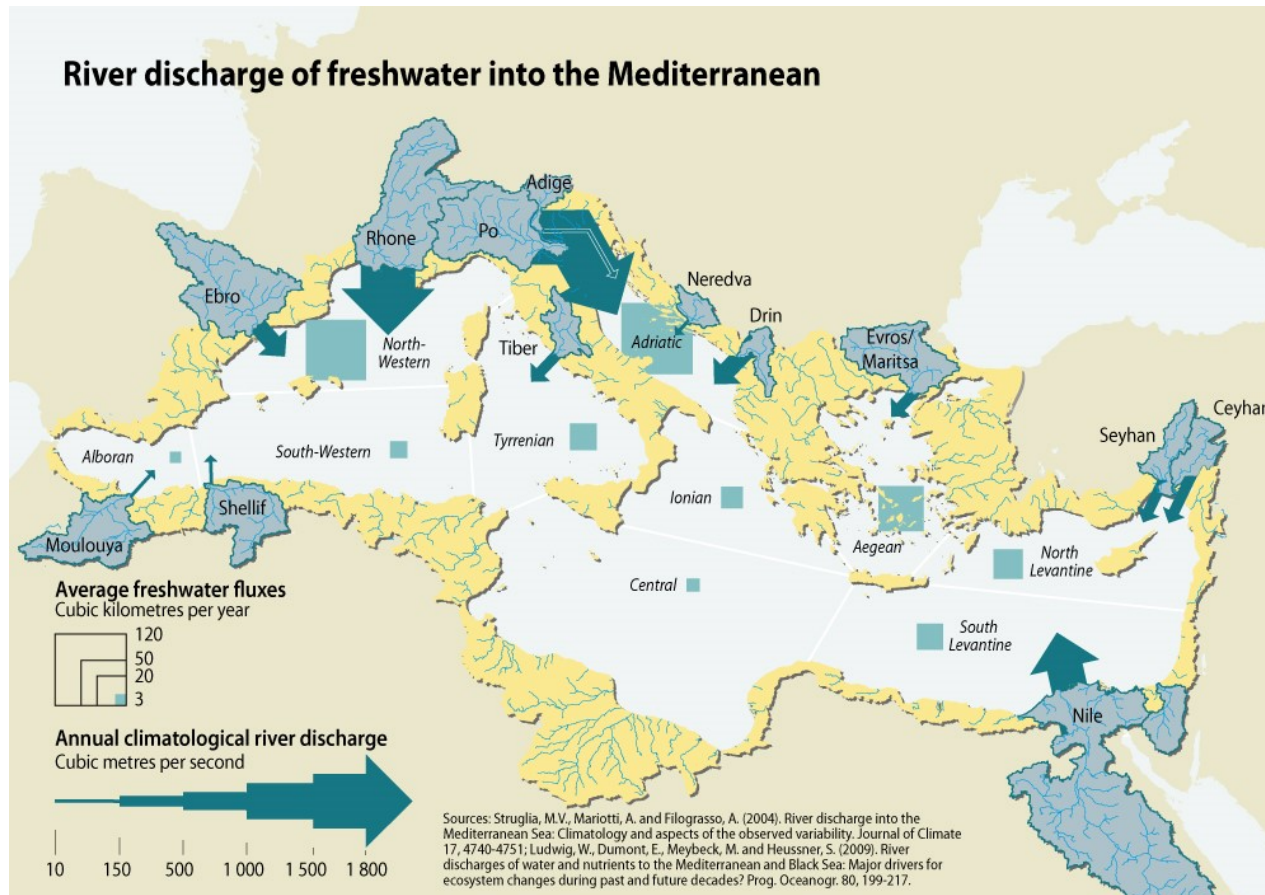 River discharge of freshwater into the Mediterranean
Adige
Rhone
Po
Neredva
Ebro
Drin
North-
Western
Tiber
Adriatic
Evros/
Maritsa
Ceyhan
Seyhan
Alboran
South-Western
Tyrrenian
Ionian
Shellif
Moulouya
Aegean
North
Levantine
Central
South
Levantine
Nile
Average freshwater fluxes
Cubic kilometres per year
120
50
20
3
Annual climatological river discharge
Cubic metres per second
10 150 500 1 000 1 500 1 800
Sources: Struglia, M.V., Mariotti, A. and Filograsso, A. (2004). River discharge into the
Mediterranean Sea: Climatology and aspects of the observed variability. Journal of Climate
17, 4740-4751; Ludwig, W., Dumont, E., Meybeck, M. and Heussner, S. (2009). River
discharges of water and nutrients to the Mediterranean and Black Sea: Major drivers for
ecosystem changes during past and future decades? Prog. Oceanogr. 80, 199-217.